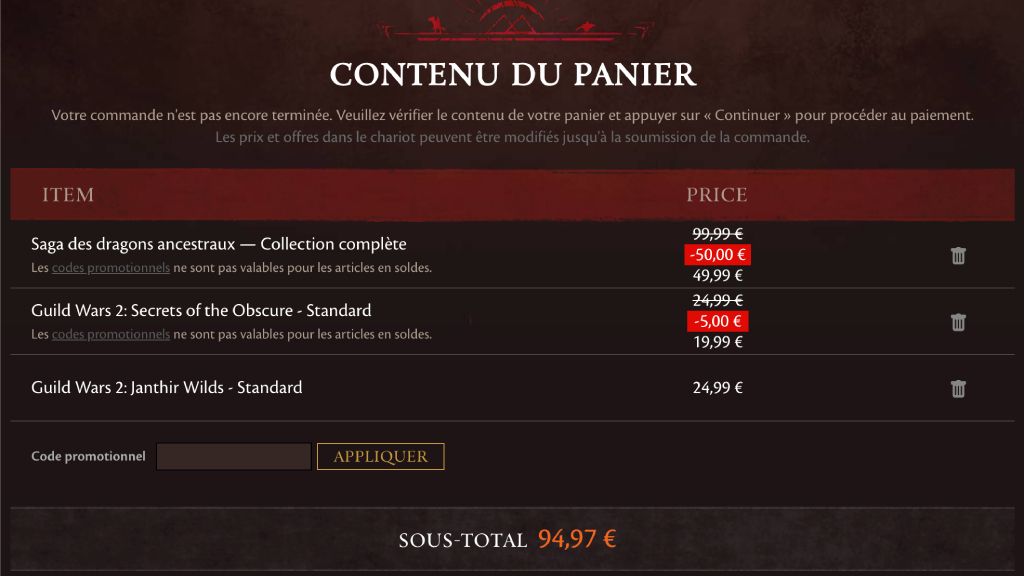 CONTENU DU PANIER
Votre commande n'est pas encore terminée. Veuillez vérifier le contenu de votre panier et appuyer sur « Continuer » pour procéder au paiement.
Les prix et offres dans le chariot peuvent être modifiés jusqu'à la soumission de la commande.
ITEM PRICE
Saga des dragons ancestraux — Collection complète
Les codes promotionnels ne sont pas valables pour les articles en soldes.
99,99 €
-50,00 €
49,99 €
Guild Wars 2: Secrets of the Obscure - Standard
Les codes promotionnels ne sont pas valables pour les articles en soldes.
24,99 €
-5,00 €
19,99 €
Guild Wars 2: Janthir Wilds - Standard 24,99 €
Code promotionnel APPLIQUER
SOUS-TOTAL 94,97 €